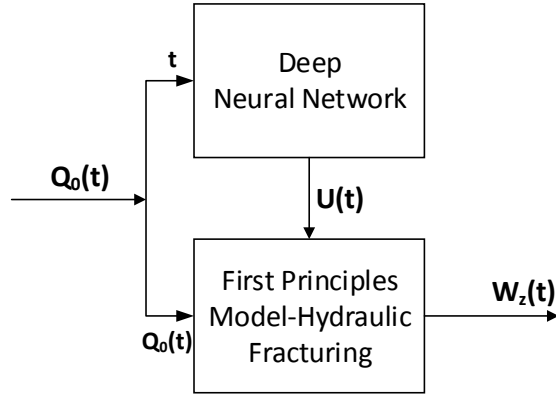 t
Deep
Neural Network
Q₀(t)
U(t)
First Principles
Model-Hydraulic
Fracturing
W_z(t)
Q₀(t)